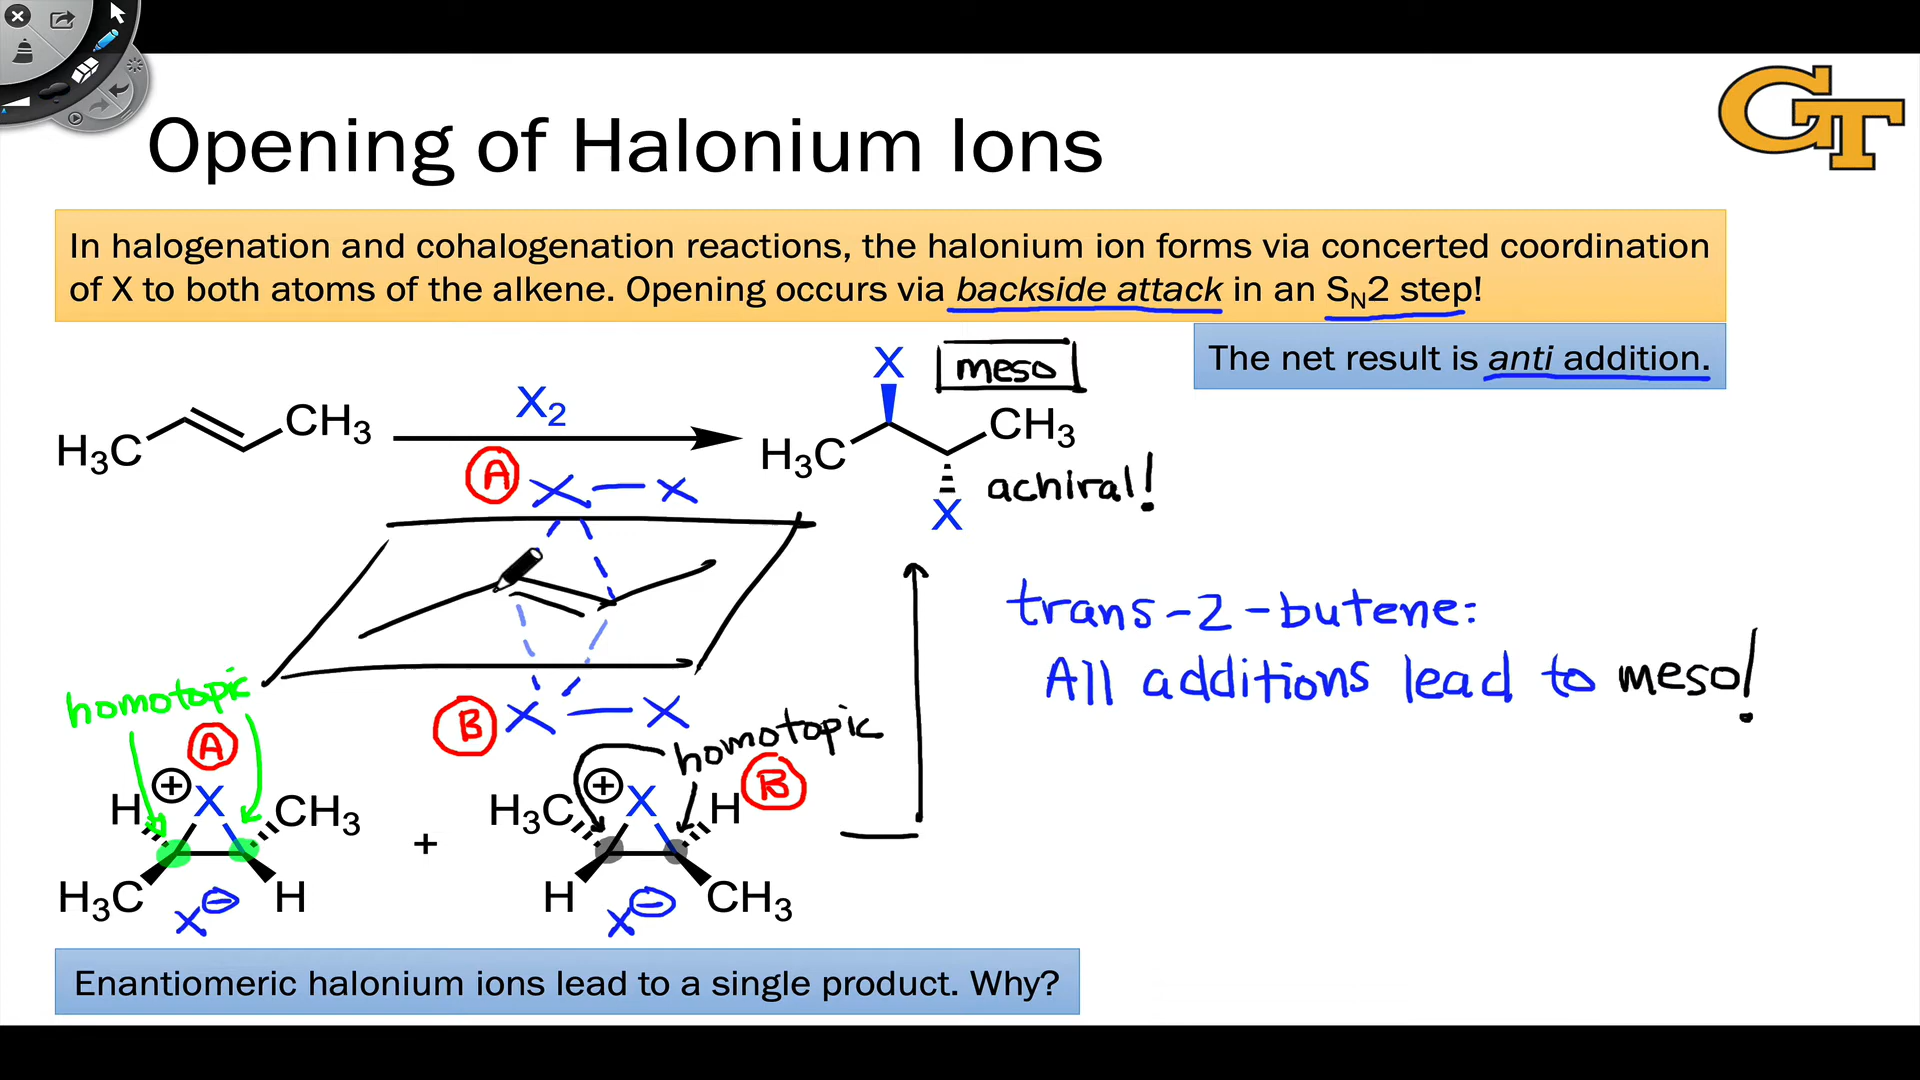 GT
Opening of Halonium Ions
In halogenation and cohalogenation reactions, the halonium ion forms via concerted coordination
of X to both atoms of the alkene. Opening occurs via backside attack in an SN2 step!
The net result is anti addition.
X meso
H₃C CH₃ X₂ H₃C CH₃
achiral!
X
A X — X
trans-2-butene:
All additions lead to meso!
B X — X
homotopic
A
H ⊕ X CH₃
H₃C H
X⊖
+
homotopic
B
H₃C ⊕ X H
H CH₃
X⊖
Enantiomeric halonium ions lead to a single product. Why?